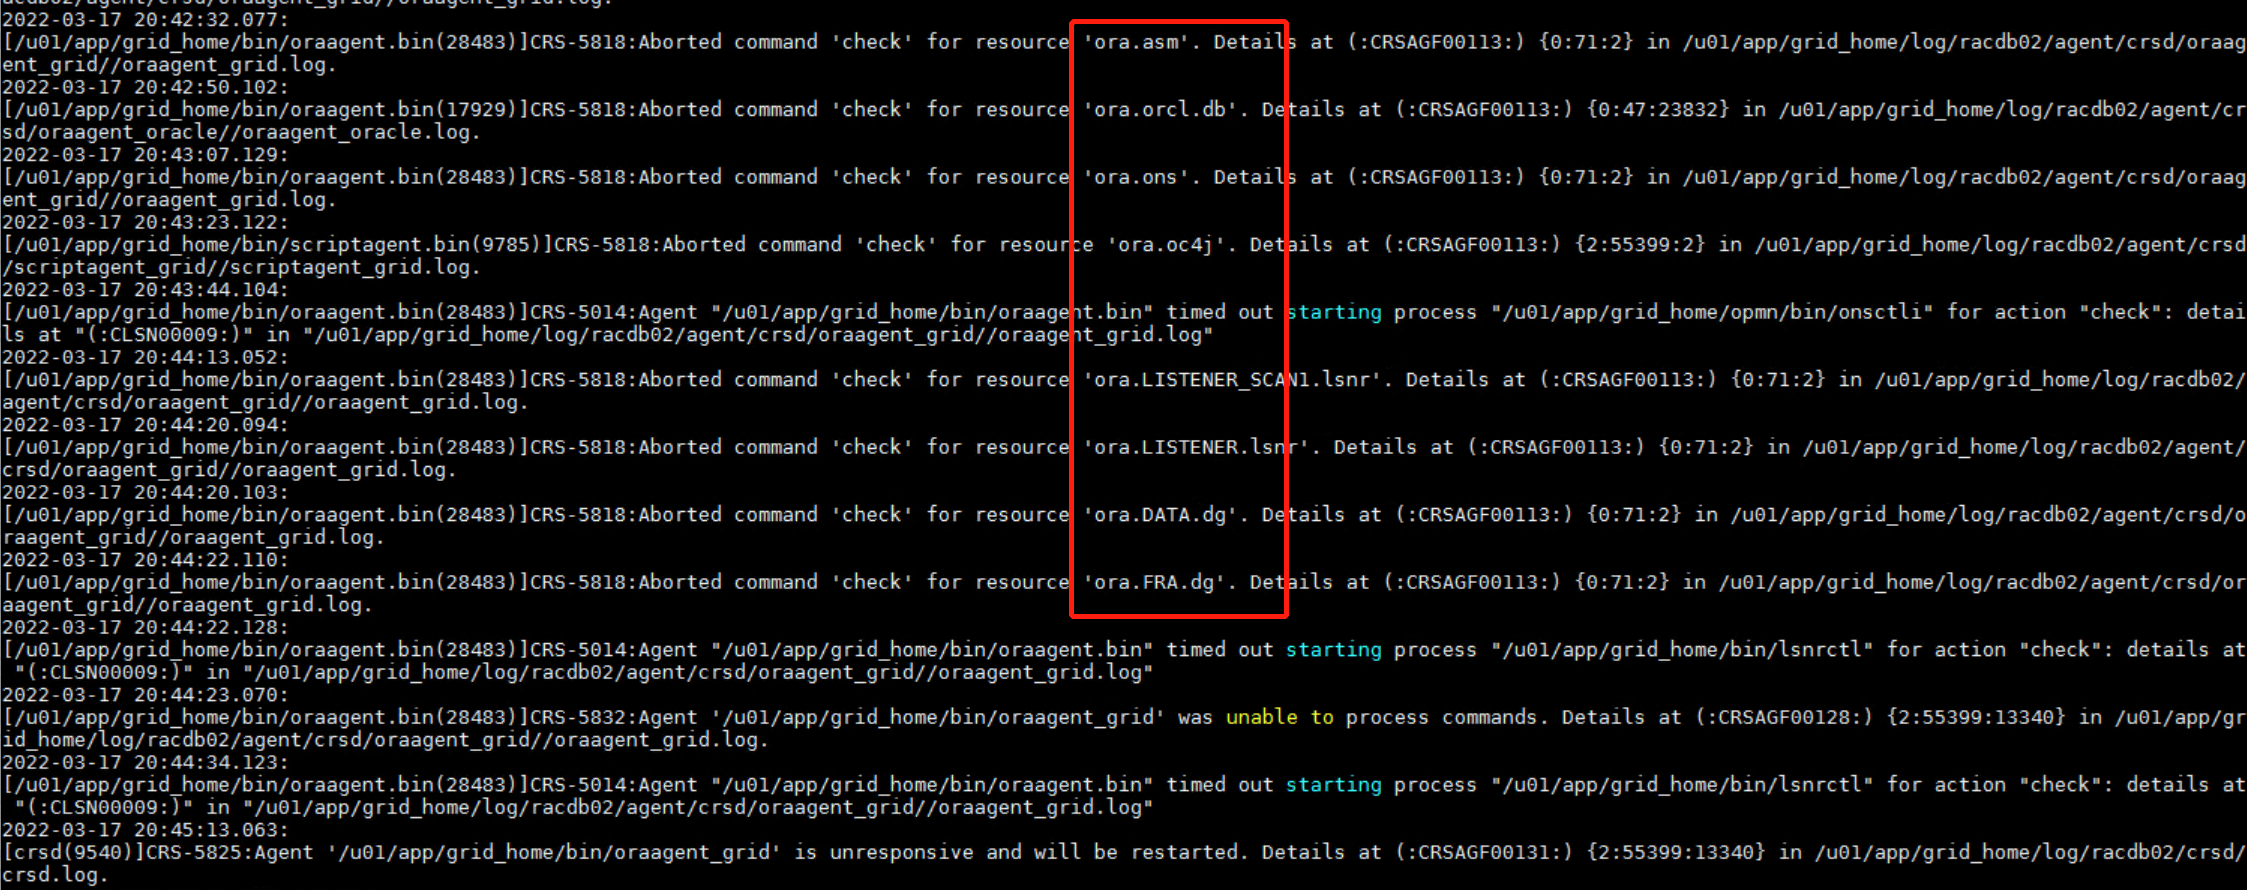 acdb02/agent/crsd/oraagent_grid//oraagent_grid.log.
2022-03-17 20:42:32.077:
[/u01/app/grid_home/bin/oraagent.bin(28483)]CRS-5818:Aborted command 'check' for resource 'ora.asm'. Details at (:CRSAGF00113:) {0:71:2} in /u01/app/grid_home/log/racdb02/agent/crsd/oraag
ent_grid//oraagent_grid.log.
2022-03-17 20:42:50.102:
[/u01/app/grid_home/bin/oraagent.bin(17929)]CRS-5818:Aborted command 'check' for resource 'ora.orcl.db'. Details at (:CRSAGF00113:) {0:47:23832} in /u01/app/grid_home/log/racdb02/agent/cr
sd/oraagent_oracle//oraagent_oracle.log.
2022-03-17 20:43:07.129:
[/u01/app/grid_home/bin/oraagent.bin(28483)]CRS-5818:Aborted command 'check' for resource 'ora.ons'. Details at (:CRSAGF00113:) {0:71:2} in /u01/app/grid_home/log/racdb02/agent/crsd/oraag
ent_grid//oraagent_grid.log.
2022-03-17 20:43:23.122:
[/u01/app/grid_home/bin/scriptagent.bin(9785)]CRS-5818:Aborted command 'check' for resource 'ora.oc4j'. Details at (:CRSAGF00113:) {2:55399:2} in /u01/app/grid_home/log/racdb02/agent/crsd
/scriptagent_grid//scriptagent_grid.log.
2022-03-17 20:43:44.104:
[/u01/app/grid_home/bin/oraagent.bin(28483)]CRS-5014:Agent "/u01/app/grid_home/bin/oraagent.bin" timed out starting process "/u01/app/grid_home/opmn/bin/onsctli" for action "check": detai
ls at "(:CLSN00009:)" in "/u01/app/grid_home/log/racdb02/agent/crsd/oraagent_grid//oraagent_grid.log"
2022-03-17 20:44:13.052:
[/u01/app/grid_home/bin/oraagent.bin(28483)]CRS-5818:Aborted command 'check' for resource 'ora.LISTENER_SCAN1.lsnr'. Details at (:CRSAGF00113:) {0:71:2} in /u01/app/grid_home/log/racdb02/
agent/crsd/oraagent_grid//oraagent_grid.log.
2022-03-17 20:44:20.094:
[/u01/app/grid_home/bin/oraagent.bin(28483)]CRS-5818:Aborted command 'check' for resource 'ora.LISTENER.lsnr'. Details at (:CRSAGF00113:) {0:71:2} in /u01/app/grid_home/log/racdb02/agent/
crsd/oraagent_grid//oraagent_grid.log.
2022-03-17 20:44:20.103:
[/u01/app/grid_home/bin/oraagent.bin(28483)]CRS-5818:Aborted command 'check' for resource 'ora.DATA.dg'. Details at (:CRSAGF00113:) {0:71:2} in /u01/app/grid_home/log/racdb02/agent/crsd/o
raagent_grid//oraagent_grid.log.
2022-03-17 20:44:22.110:
[/u01/app/grid_home/bin/oraagent.bin(28483)]CRS-5818:Aborted command 'check' for resource 'ora.FRA.dg'. Details at (:CRSAGF00113:) {0:71:2} in /u01/app/grid_home/log/racdb02/agent/crsd/or
aagent_grid//oraagent_grid.log.
2022-03-17 20:44:22.128:
[/u01/app/grid_home/bin/oraagent.bin(28483)]CRS-5014:Agent "/u01/app/grid_home/bin/oraagent.bin" timed out starting process "/u01/app/grid_home/bin/lsnrctl" for action "check": details at
 "(:CLSN00009:)" in "/u01/app/grid_home/log/racdb02/agent/crsd/oraagent_grid//oraagent_grid.log"
2022-03-17 20:44:23.070:
[/u01/app/grid_home/bin/oraagent.bin(28483)]CRS-5832:Agent '/u01/app/grid_home/bin/oraagent_grid' was unable to process commands. Details at (:CRSAGF00128:) {2:55399:13340} in /u01/app/gr
id_home/log/racdb02/agent/crsd/oraagent_grid//oraagent_grid.log.
2022-03-17 20:44:34.123:
[/u01/app/grid_home/bin/oraagent.bin(28483)]CRS-5014:Agent "/u01/app/grid_home/bin/oraagent.bin" timed out starting process "/u01/app/grid_home/bin/lsnrctl" for action "check": details at
 "(:CLSN00009:)" in "/u01/app/grid_home/log/racdb02/agent/crsd/oraagent_grid//oraagent_grid.log"
2022-03-17 20:45:13.063:
[crsd(9540)]CRS-5825:Agent '/u01/app/grid_home/bin/oraagent_grid' is unresponsive and will be restarted. Details at (:CRSAGF00131:) {2:55399:13340} in /u01/app/grid_home/log/racdb02/crsd/
crsd.log.